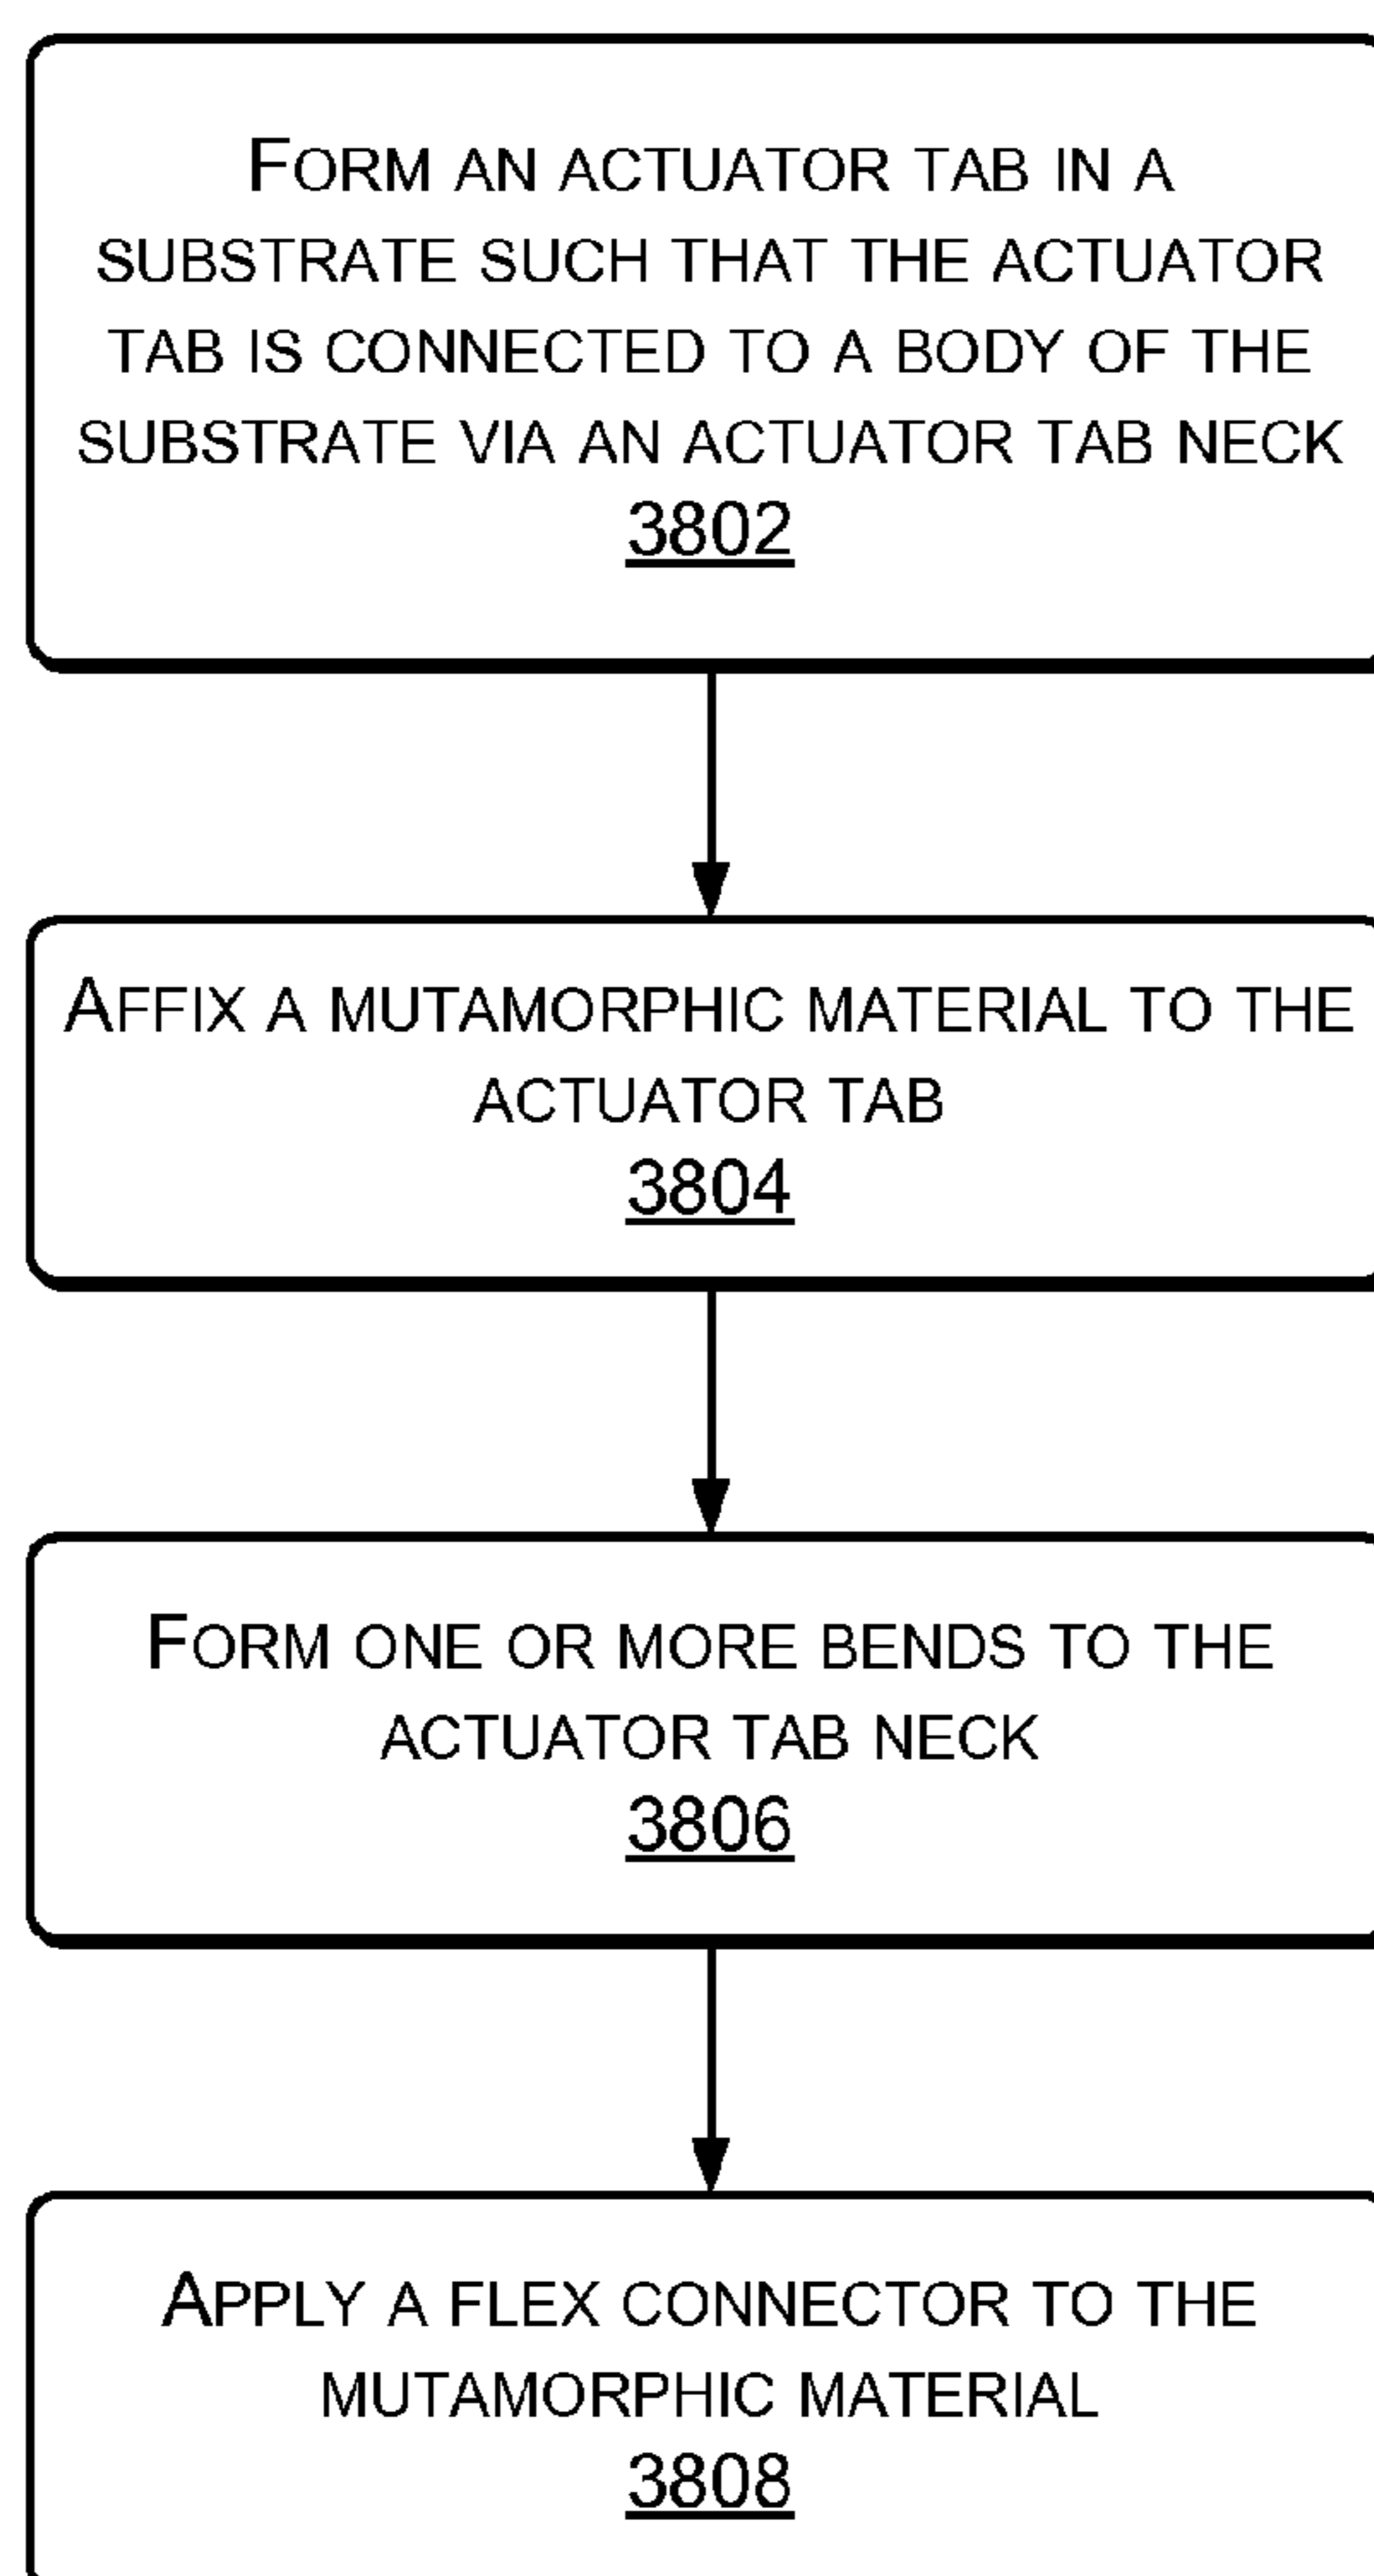 FORM AN ACTUATOR TAB IN A
SUBSTRATE SUCH THAT THE ACTUATOR
TAB IS CONNECTED TO A BODY OF THE
SUBSTRATE VIA AN ACTUATOR TAB NECK
3802
AFFIX A MUTAMORPHIC MATERIAL TO THE
ACTUATOR TAB
3804
FORM ONE OR MORE BENDS TO THE
ACTUATOR TAB NECK
3806
APPLY A FLEX CONNECTOR TO THE
MUTAMORPHIC MATERIAL
3808